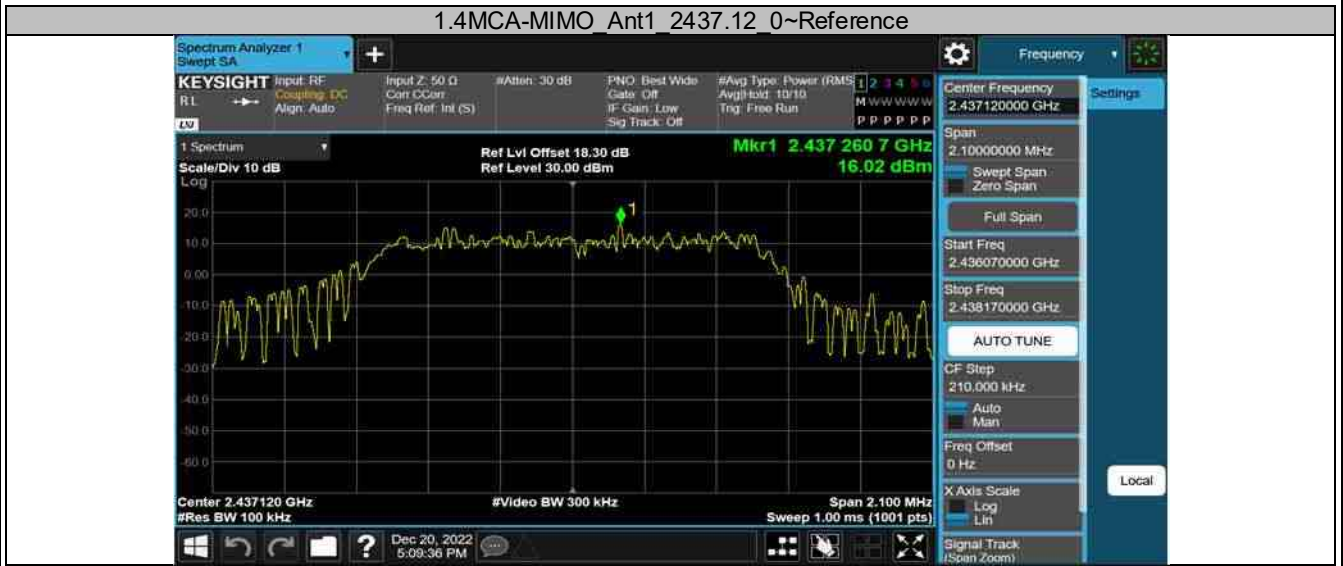 1.4MCA-MIMO_Ant1_2437.12_0~Reference
Spectrum Analyzer 1
Swept SA
+
Frequency
KEYSIGHT
RL
Input: RF
Coupling: DC
Align: Auto
Input Z: 50 Ω
Corr CCorr
Freq Ref: Int (S)
#Atten: 30 dB
PNO: Best Wide
Gate: Off
IF Gain: Low
Sig Track: Off
#Avg Type: Power (RMS
Avg|Hold: 10/10
Trig: Free Run
1 2 3 4 5 6
M W W W W W
P P P P P P
LV
1 Spectrum
Scale/Div 10 dB
Ref Lvl Offset 18.30 dB
Ref Level 30.00 dBm
Mkr1 2.437 260 7 GHz
16.02 dBm
Log
20.0
10.0
0.00
-10.0
-20.0
-30.0
-40.0
-50.0
-60.0
1
Center 2.437120 GHz
#Res BW 100 kHz
#Video BW 300 kHz
Span 2.100 MHz
Sweep 1.00 ms (1001 pts)
?
Dec 20, 2022
5:09:36 PM
Center Frequency
2.437120000 GHz
Settings
Span
2.10000000 MHz
Swept Span
Zero Span
Full Span
Start Freq
2.436070000 GHz
Stop Freq
2.438170000 GHz
AUTO TUNE
CF Step
210.000 kHz
Auto
Man
Freq Offset
0 Hz
X Axis Scale
Log
Lin
Local
Signal Track
(Span Zoom)